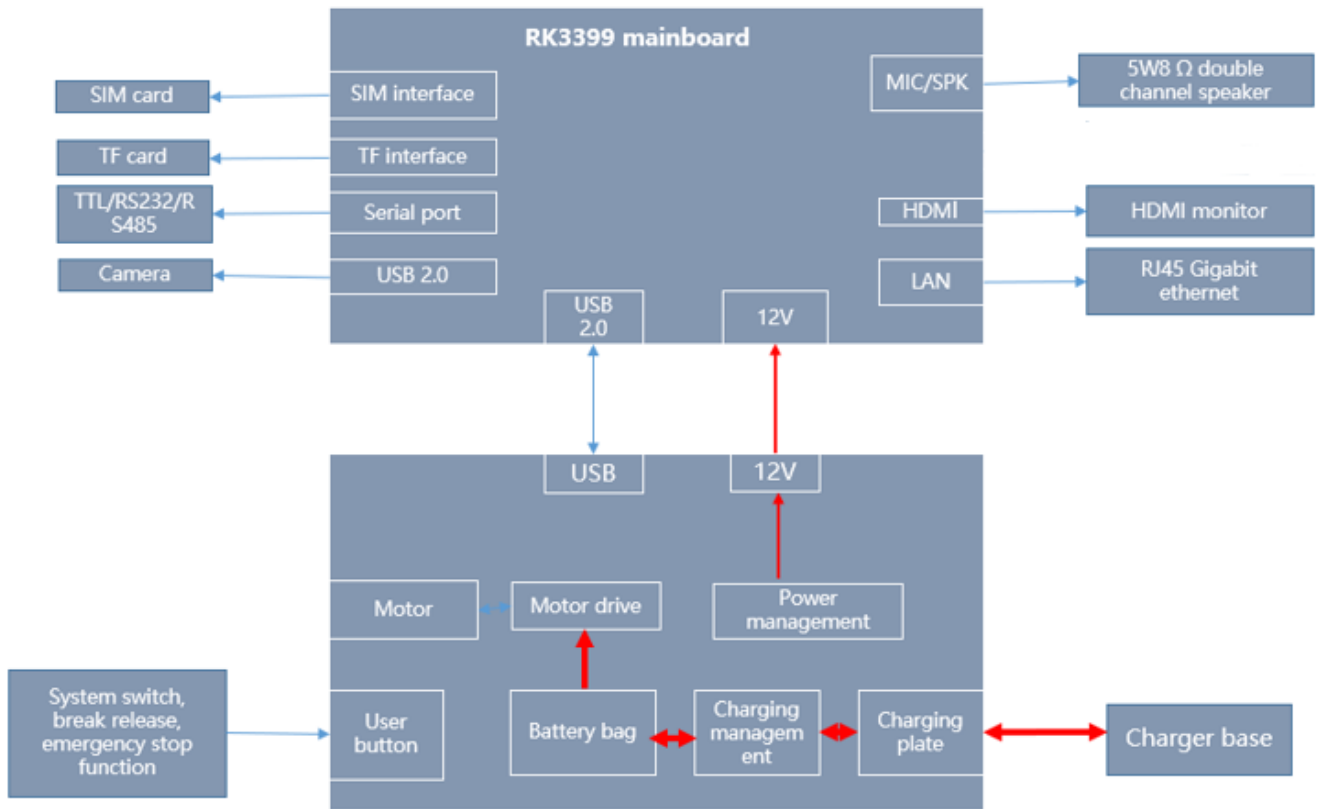 RK3399 mainboard
SIM card
SIM interface
MIC/SPK
5W8 Ω double
channel speaker
TF card
TF interface
TTL/RS232/R
S485
Serial port
HDMI
HDMI monitor
Camera
USB 2.0
LAN
RJ45 Gigabit
ethernet
USB
2.0
12V
USB
12V
Motor
Motor drive
Power
management
System switch,
break release,
emergency stop
function
User
button
Battery bag
Charging
managem
ent
Charging
plate
Charger base